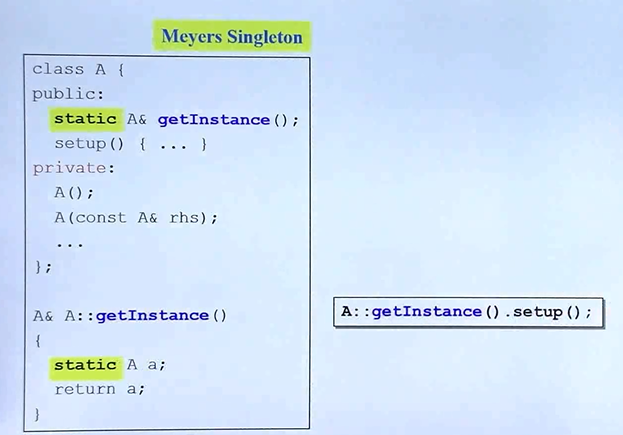 Meyers Singleton
class A {
public:
static A& getInstance();
setup() { ... }
private:
A();
A(const A& rhs);
...
};
A& A::getInstance()
{
static A a;
return a;
}
A::getInstance().setup();